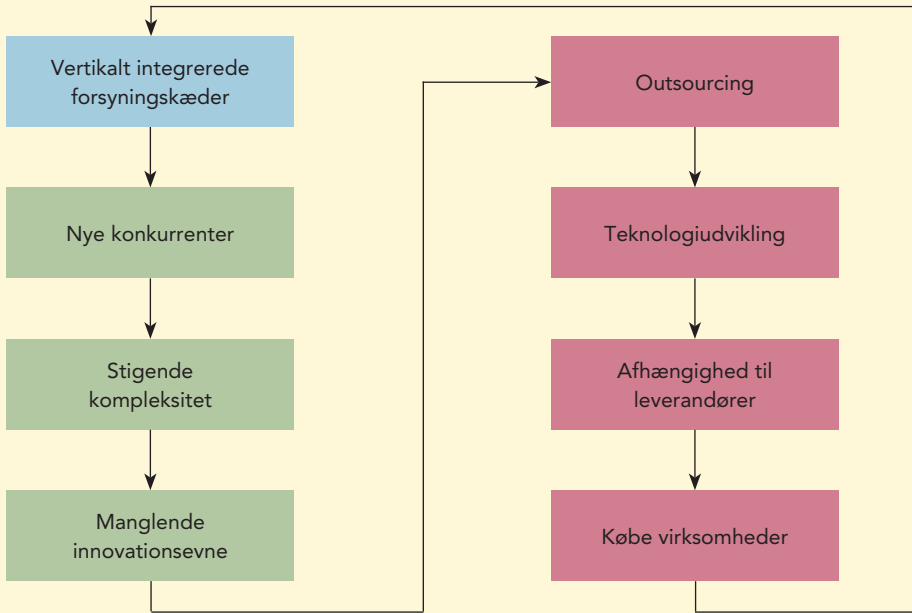 Vertikalt integrerede
forsyningskæder
Nye konkurrenter
Stigende
kompleksitet
Manglende
innovationsevne
Outsourcing
Teknologiudvikling
Afhængighed til
leverandører
Købe virksomheder